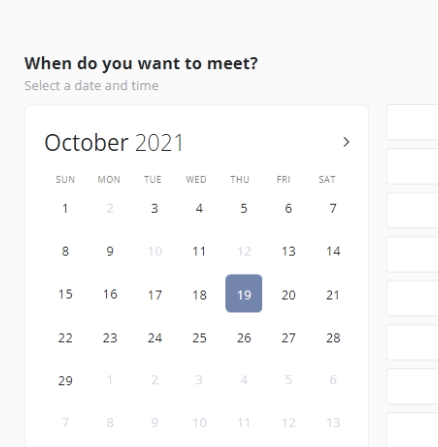 When do you want to meet?
Select a date and time
October 2021
SUN MON TUE WED THU FRI SAT
1 2 3 4 5 6 7
8 9 10 11 12 13 14
15 16 17 18 19 20 21
22 23 24 25 26 27 28
29 1 2 3 4 5 6
7 8 9 10 11 12 13